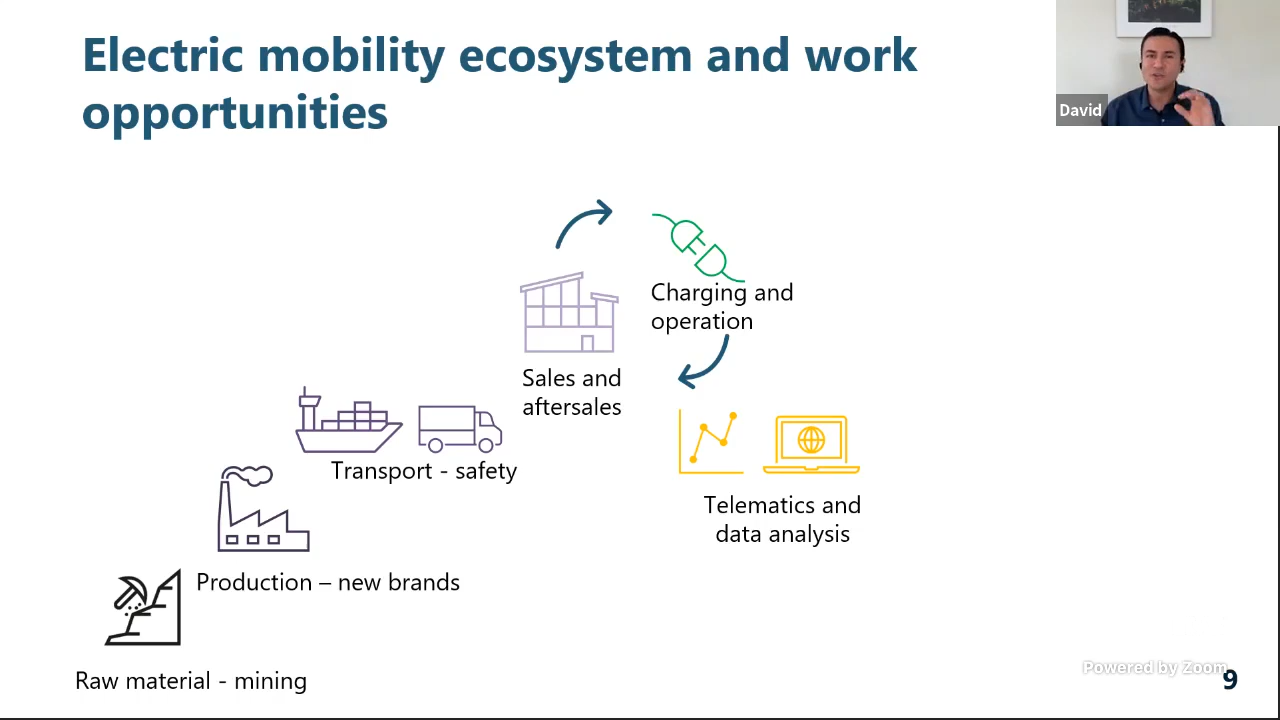 Electric mobility ecosystem and work
opportunities
David
Charging and
operation
Sales and
aftersales
Transport - safety
Telematics and
data analysis
Production – new brands
Raw material - mining
Powered by Zoom
9